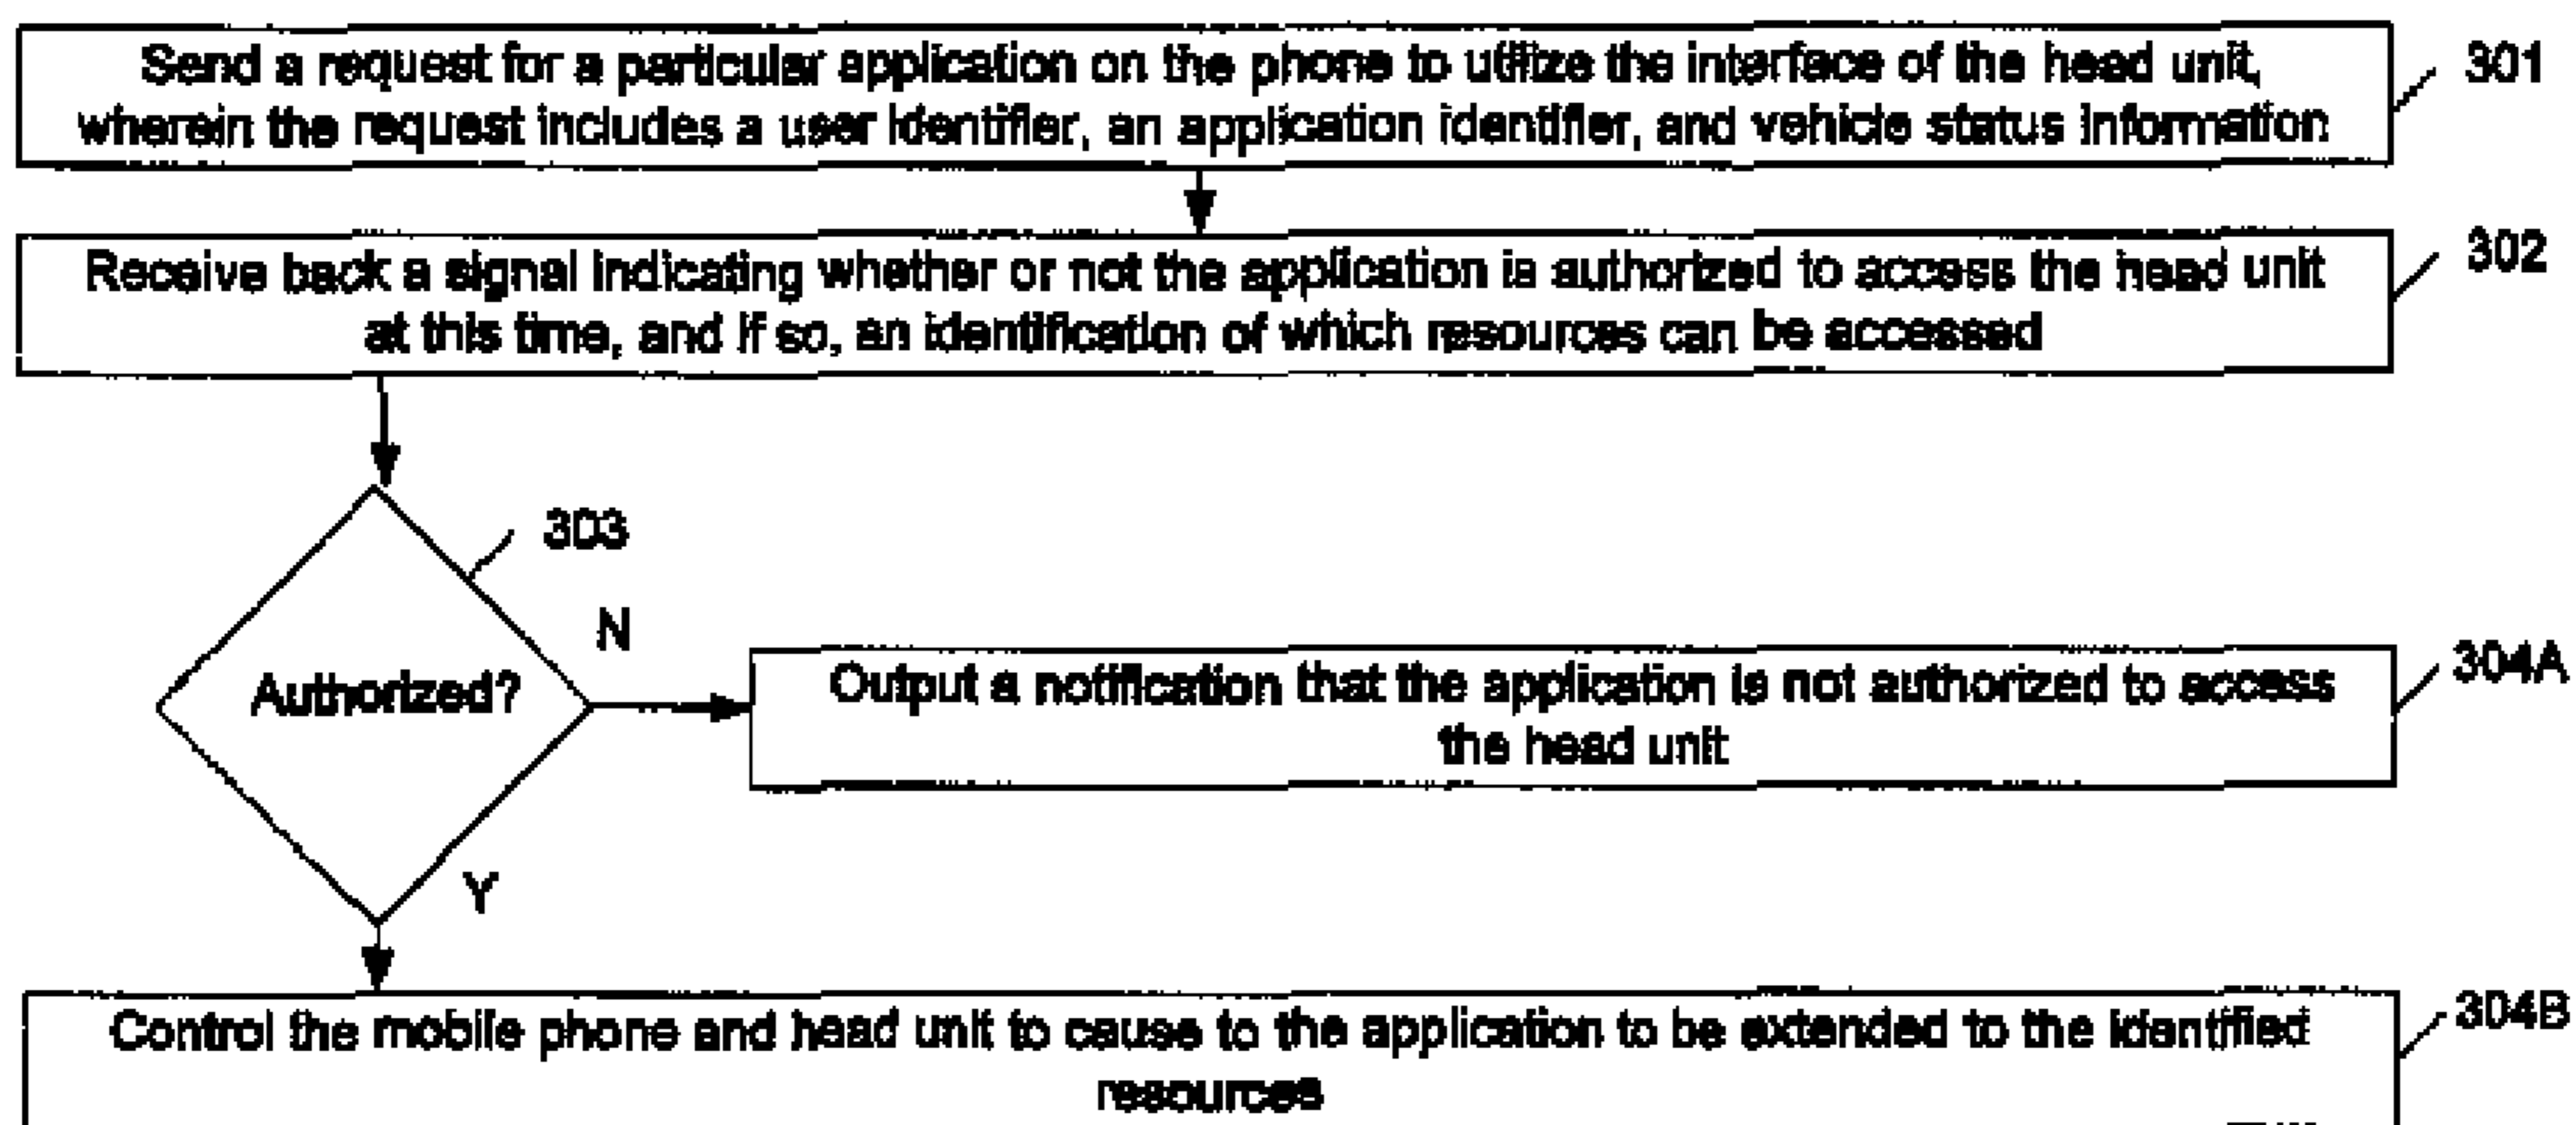 Send a request for a particular application on the phone to utilize the interface of the head unit,
wherein the request includes a user identifier, an application identifier, and vehicle status information
301
Receive back a signal indicating whether or not the application is authorized to access the head unit
at this time, and if so, an identification of which resources can be accessed
302
303
Authorized?
N
Output a notification that the application is not authorized to access
the head unit
304A
Y
Control the mobile phone and head unit to cause to the application to be extended to the identified
resources
304B